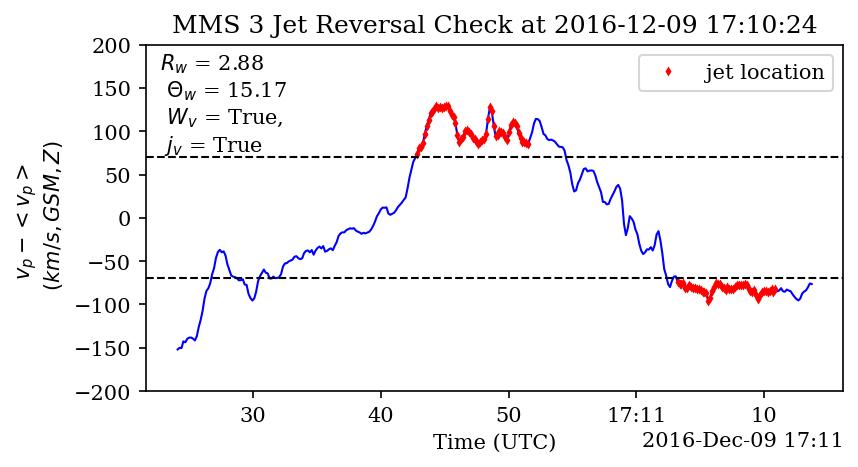 MMS 3 Jet Reversal Check at 2016-12-09 17:10:24
R_w = 2.88
Θ_w = 15.17
W_v = True,
j_v = True
jet location
v_p − < v_p >
(km/s, GSM, Z)
200
150
100
50
0
−50
−100
−150
−200
30 40 50 17:11 10
Time (UTC)
2016-Dec-09 17:11